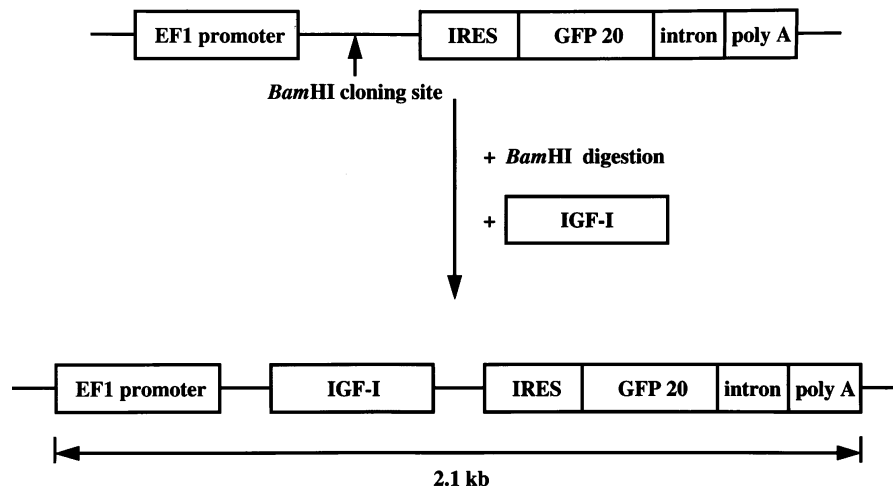 EF1 promoter IRES GFP 20 intron poly A
BamHI cloning site
+ BamHI digestion
+ IGF-I
EF1 promoter IGF-I IRES GFP 20 intron poly A
2.1 kb